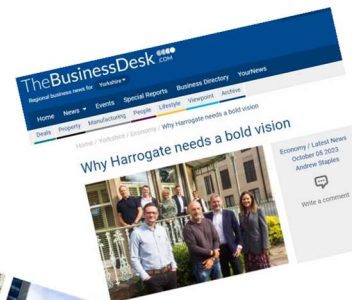 TheBusinessDesk.COM
Regional business news for Yorkshire
Home News Events Special Reports Business Directory YourNews
Deals Property Manufacturing People Lifestyle Viewpoint Archive
Home / Yorkshire / Economy / Why Harrogate needs a bold vision
Why Harrogate needs a bold vision
Economy / Latest News
October 05 2023
Andrew Staples
Write a comment